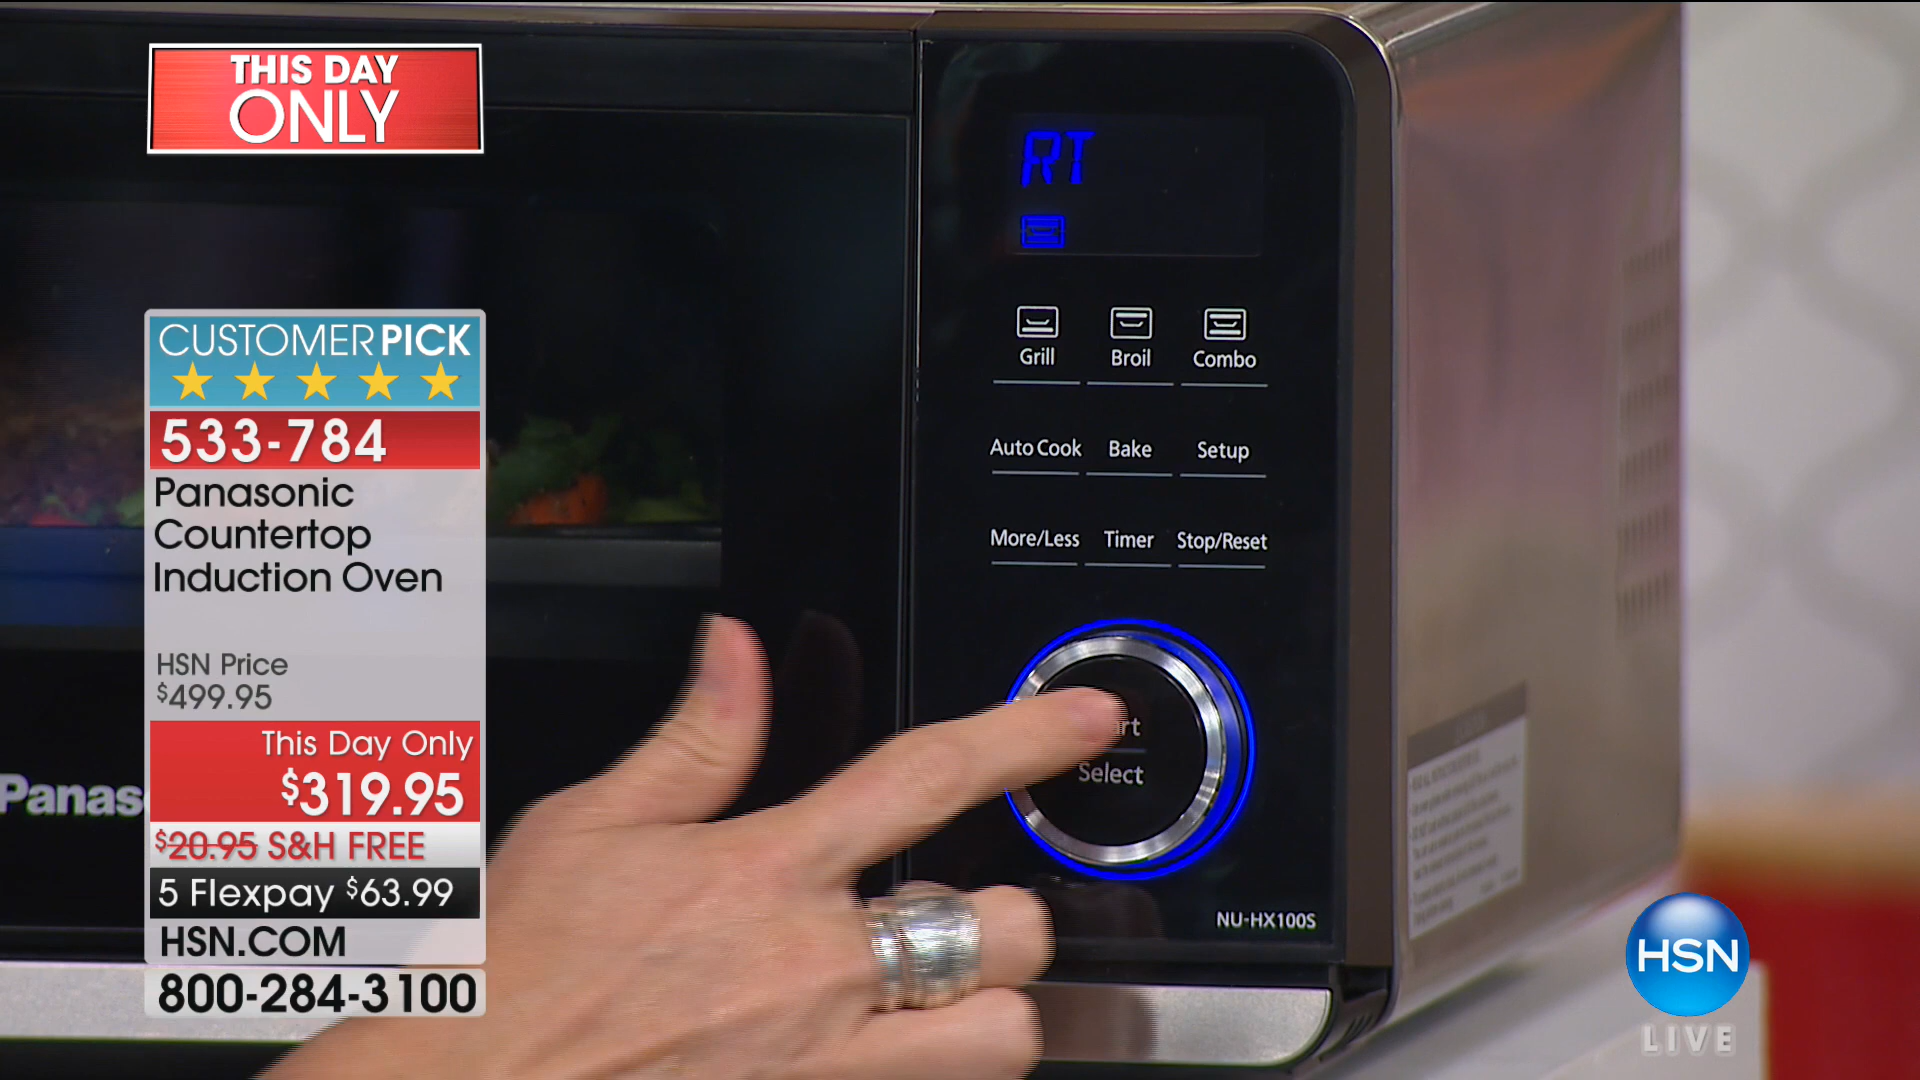 THIS DAY
ONLY
CUSTOMER PICK
533-784
Panasonic
Countertop
Induction Oven
HSN Price
$499.95
This Day Only
$319.95
$20.95 S&H FREE
5 Flexpay $63.99
HSN.COM
800-284-3100
Panas
RT
Grill Broil Combo
Auto Cook Bake Setup
More/Less Timer Stop/Reset
art
Select
NU-HX100S
HSN
LIVE